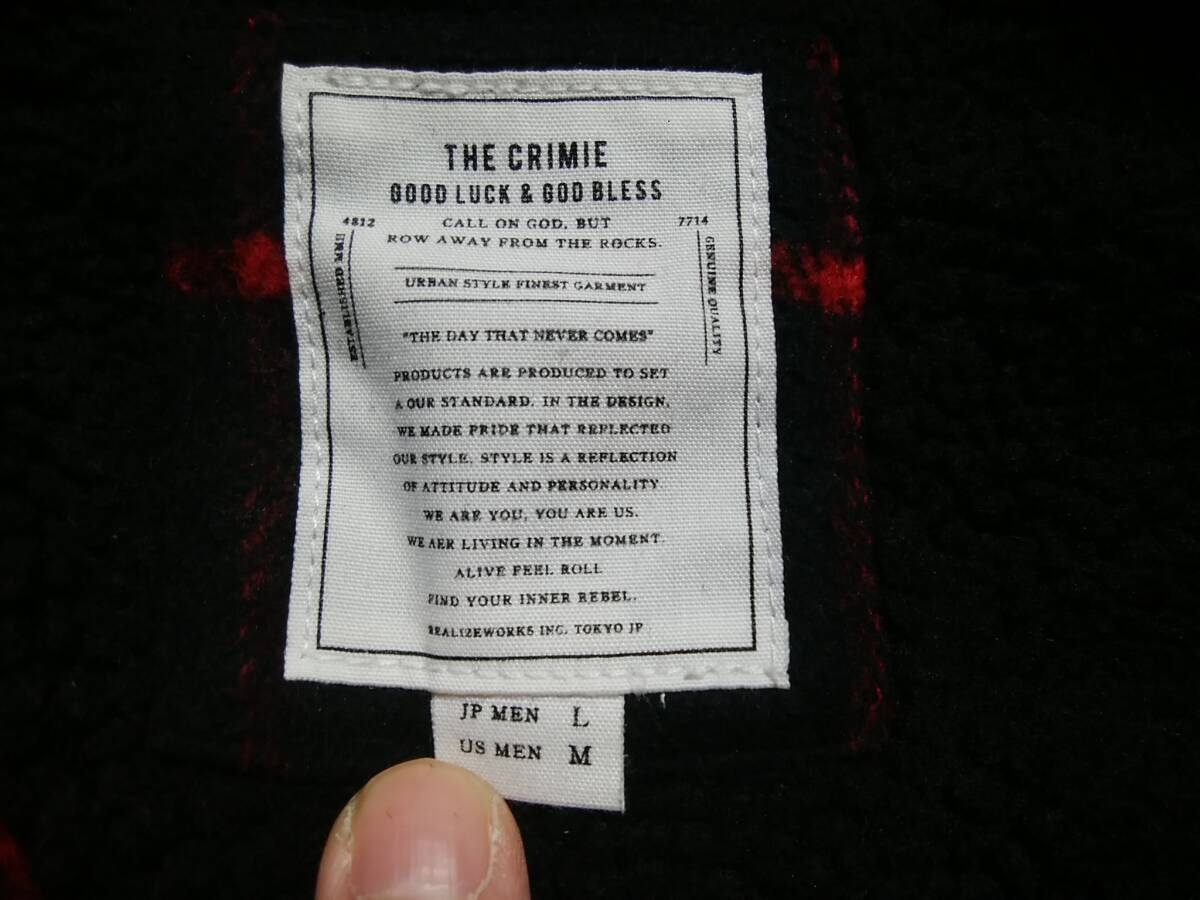 THE CRIMIE
GOOD LUCK & GOD BLESS
4812
CALL ON GOD, BUT
7714
ROW AWAY FROM THE ROCKS.
ESTABLISHED MMII
GENUINE QUALITY
URBAN STYLE FINEST GARMENT
"THE DAY THAT NEVER COMES"
PRODUCTS ARE PRODUCED TO SET
A OUR STANDARD. IN THE DESIGN,
WE MADE PRIDE THAT REFLECTED
OUR STYLE. STYLE IS A REFLECTION
OF ATTITUDE AND PERSONALITY
WE ARE YOU, YOU ARE US.
WE AER LIVING IN THE MOMENT.
ALIVE FEEL ROLL
FIND YOUR INNER REBEL.
REALIZEWORKS INC. TOKYO JP
JP MEN L
US MEN M